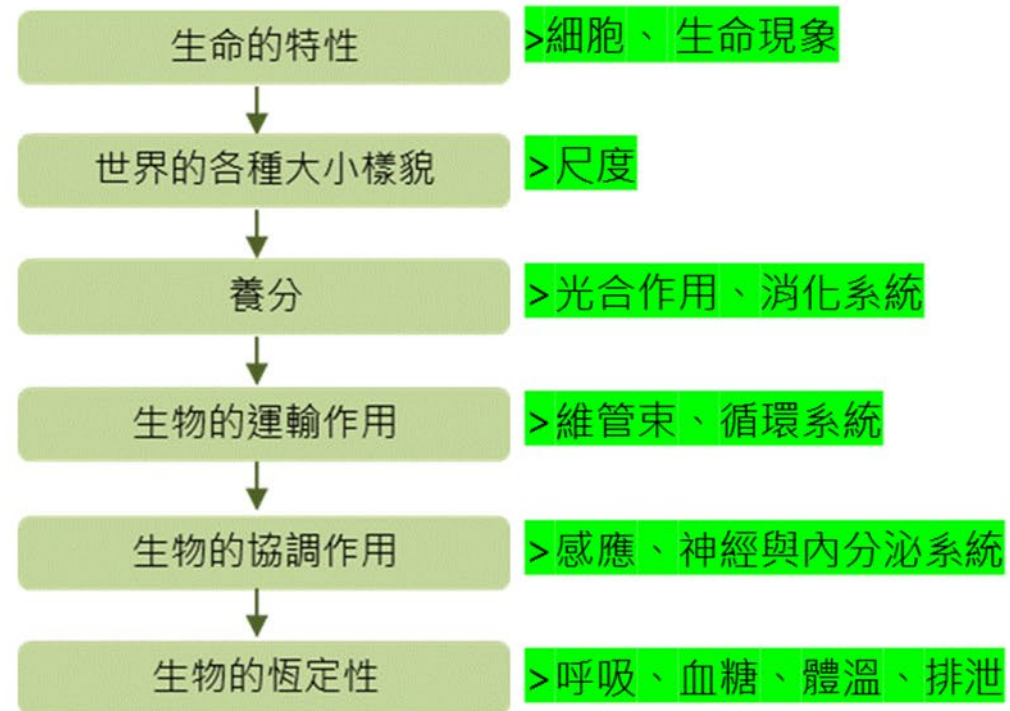 生命的特性
>細胞、生命現象
世界的各種大小樣貌
>尺度
養分
>光合作用、消化系統
生物的運輸作用
>維管束、循環系統
生物的協調作用
>感應、神經與內分泌系統
生物的恆定性
>呼吸、血糖、體溫、排泄